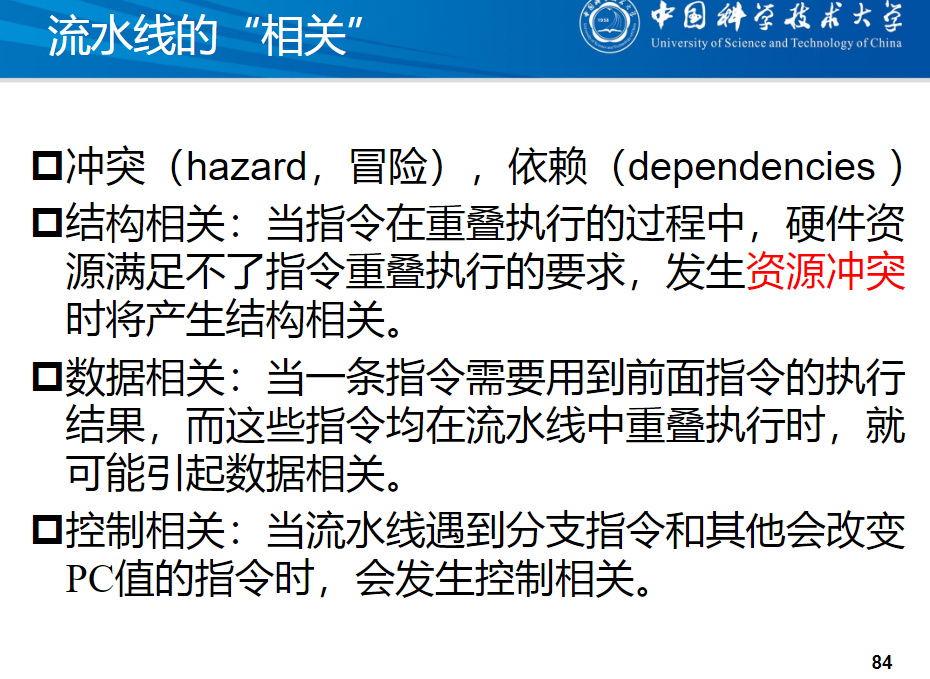 流水线的“相关”
中国科学技术大学
University of Science and Technology of China
冲突（hazard，冒险），依赖（dependencies ）
结构相关：当指令在重叠执行的过程中，硬件资
源满足不了指令重叠执行的要求，发生资源冲突
时将产生结构相关。
数据相关：当一条指令需要用到前面指令的执行
结果，而这些指令均在流水线中重叠执行时，就
可能引起数据相关。
控制相关：当流水线遇到分支指令和其他会改变
PC值的指令时，会发生控制相关。
84